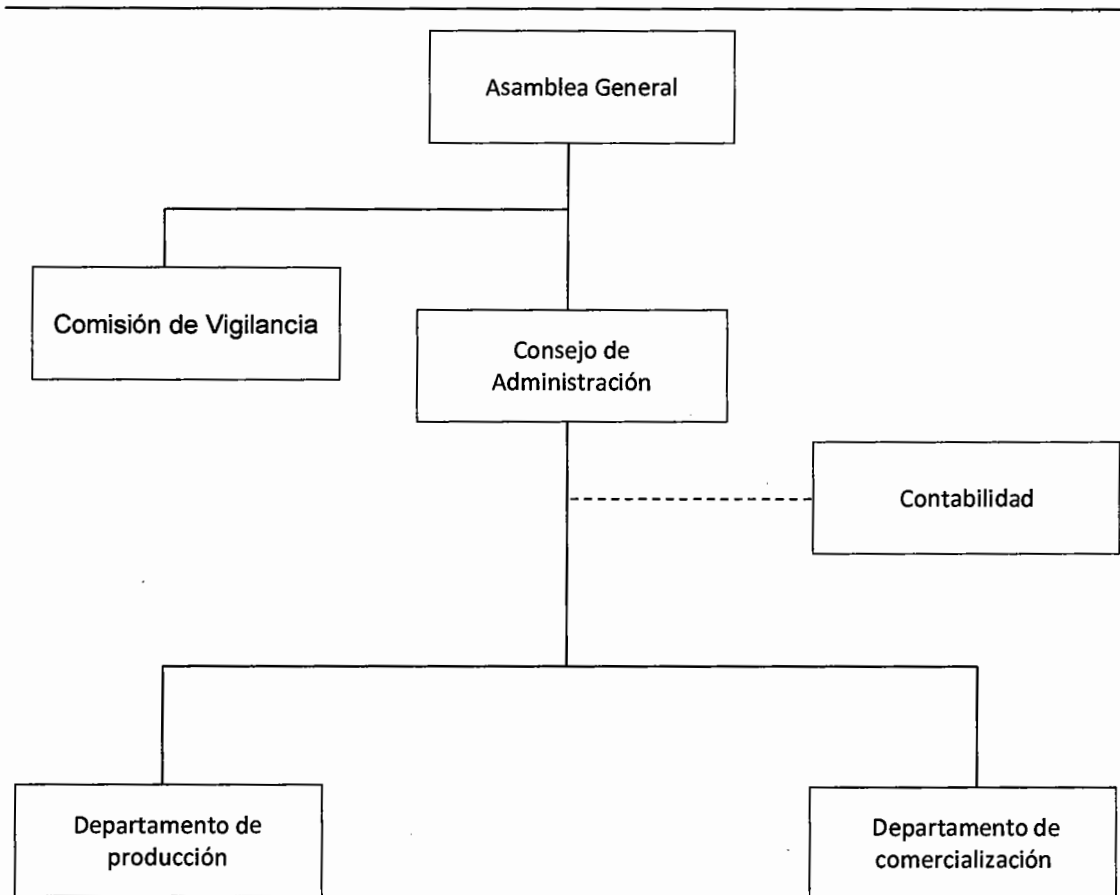 Asamblea General
Comisión de Vigilancia
Consejo de
Administración
Contabilidad
Departamento de
producción
Departamento de
comercialización